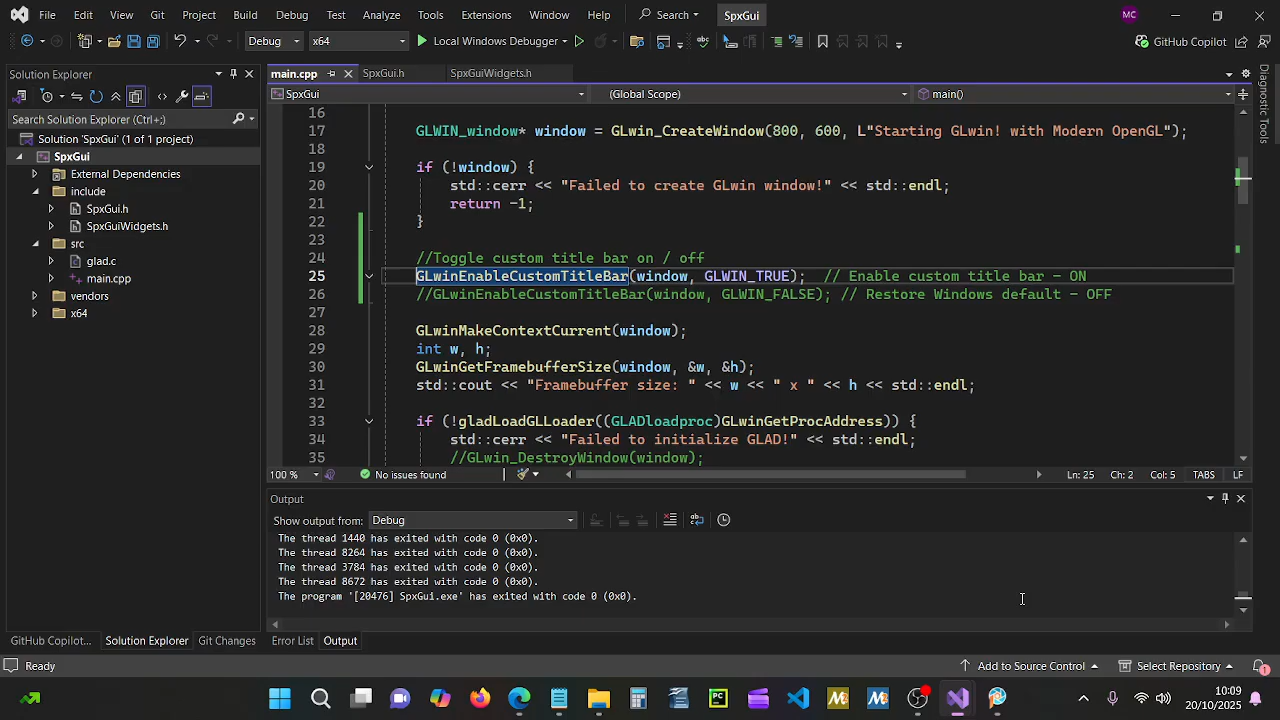 File Edit View Git Project Build Debug Test Analyze Tools Extensions Window Help Search SpxGui MC
Debug x64 Local Windows Debugger GitHub Copilot
Solution Explorer
Search Solution Explorer (Ctrl+;)
Solution 'SpxGui' (1 of 1 project)
SpxGui
External Dependencies
include
SpxGui.h
SpxGuiWidgets.h
src
glad.c
main.cpp
vendors
x64
GitHub Copilot... Solution Explorer Git Changes
main.cpp SpxGui.h SpxGuiWidgets.h
SpxGui (Global Scope) main()
16
17 GLWIN_window* window = GLwin_CreateWindow(800, 600, L"Starting GLwin! with Modern OpenGL");
18
19 if (!window) {
20 std::cerr << "Failed to create GLwin window!" << std::endl;
21 return -1;
22 }
23
24 //Toggle custom title bar on / off
25 GLwinEnableCustomTitleBar(window, GLWIN_TRUE); // Enable custom title bar - ON
26 //GLwinEnableCustomTitleBar(window, GLWIN_FALSE); // Restore Windows default - OFF
27
28 GLwinMakeContextCurrent(window);
29 int w, h;
30 GLwinGetFramebufferSize(window, &w, &h);
31 std::cout << "Framebuffer size: " << w << " x " << h << std::endl;
32
33 if (!gladLoadGLLoader((GLADloadproc)GLwinGetProcAddress)) {
34 std::cerr << "Failed to initialize GLAD!" << std::endl;
35 //GLwin_DestroyWindow(window);
100 % No issues found Ln: 25 Ch: 2 Col: 5 TABS LF
Diagnostic Tools
Output
Show output from: Debug
The thread 1440 has exited with code 0 (0x0).
The thread 8264 has exited with code 0 (0x0).
The thread 3784 has exited with code 0 (0x0).
The thread 8672 has exited with code 0 (0x0).
The program '[20476] SpxGui.exe' has exited with code 0 (0x0).
Error List Output
Ready Add to Source Control Select Repository 1
PC
10:09
20/10/2025